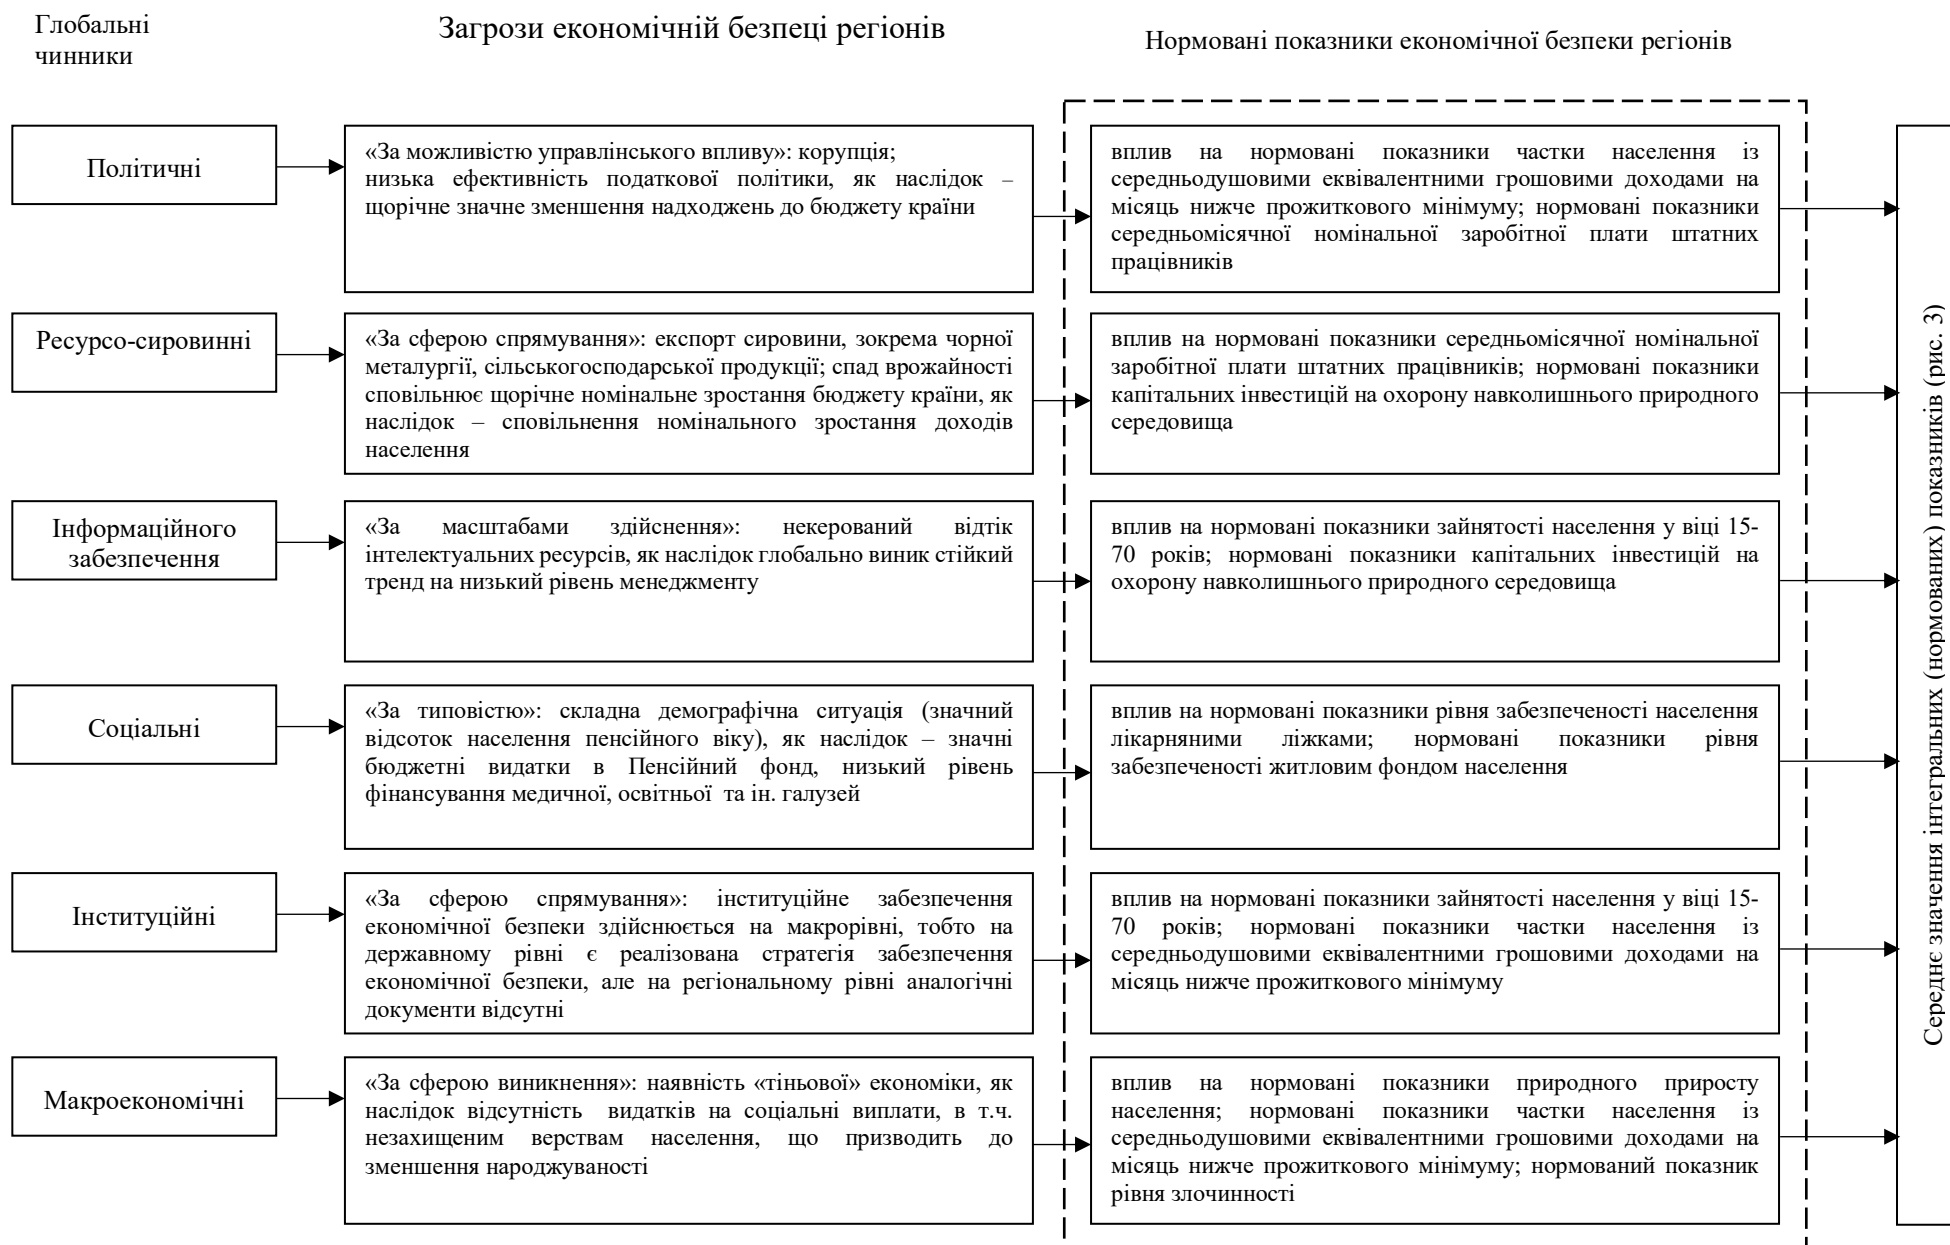 Глобальні
чинники
Загрози економічній безпеці регіонів
Нормовані показники економічної безпеки регіонів
Політичні
«За можливістю управлінського впливу»: корупція;
низька ефективність податкової політики, як наслідок –
щорічне значне зменшення надходжень до бюджету країни
вплив на нормовані показники частки населення із
середньодушовими еквівалентними грошовими доходами на
місяць нижче прожиткового мінімуму; нормовані показники
середньомісячної номінальної заробітної плати штатних
працівників
Ресурсо-сировинні
«За сферою спрямування»: експорт сировини, зокрема чорної
металургії, сільськогосподарської продукції; спад врожайності
сповільнює щорічне номінальне зростання бюджету країни, як
наслідок – сповільнення номінального зростання доходів
населення
вплив на нормовані показники середньомісячної номінальної
заробітної плати штатних працівників; нормовані показники
капітальних інвестицій на охорону навколишнього природного
середовища
Інформаційного
забезпечення
«За масштабами здійснення»: некерований відтік
інтелектуальних ресурсів, як наслідок глобально виник стійкий
тренд на низький рівень менеджменту
вплив на нормовані показники зайнятості населення у віці 15-
70 років; нормовані показники капітальних інвестицій на
охорону навколишнього природного середовища
Соціальні
«За типовістю»: складна демографічна ситуація (значний
відсоток населення пенсійного віку), як наслідок – значні
бюджетні видатки в Пенсійний фонд, низький рівень
фінансування медичної, освітньої та ін. галузей
вплив на нормовані показники рівня забезпеченості населення
лікарняними ліжками; нормовані показники рівня
забезпеченості житловим фондом населення
Інституційні
«За сферою спрямування»: інституційне забезпечення
економічної безпеки здійснюється на макрорівні, тобто на
державному рівні є реалізована стратегія забезпечення
економічної безпеки, але на регіональному рівні аналогічні
документи відсутні
вплив на нормовані показники зайнятості населення у віці 15-
70 років; нормовані показники частки населення із
середньодушовими еквівалентними грошовими доходами на
місяць нижче прожиткового мінімуму
Макроекономічні
«За сферою виникнення»: наявність «тіньової» економіки, як
наслідок відсутність видатків на соціальні виплати, в т.ч.
незахищеним верствам населення, що призводить до
зменшення народжуваності
вплив на нормовані показники природного приросту
населення; нормовані показники частки населення із
середньодушовими еквівалентними грошовими доходами на
місяць нижче прожиткового мінімуму; нормований показник
рівня злочинності
Середнє значення інтегральних (нормованих) показників (рис. 3)